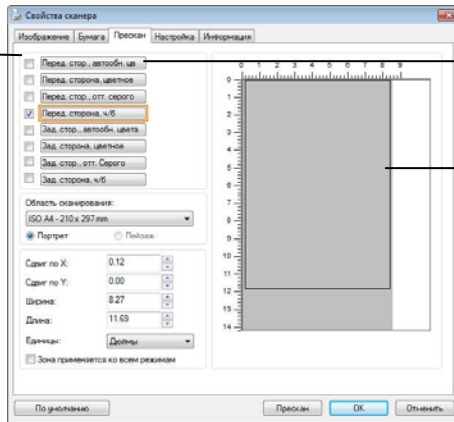 Свойства сканера
Изображение Бумага Прескан Настройка Информация
Перед. стор., автообн. цв
Перед. сторона, цветное
Перед. стор., отт. серого
Перед. сторона, ч/б
Зад. стор., автообн. цвета
Зад. сторона, цветное
Зад. стор., отт. Серого
Зад. сторона, ч/б
Область сканирования:
ISO A4 - 210 x 297 mm
Портрет Пейзаж
Сдвиг по X: 0.12
Сдвиг по Y: 0.00
Ширина: 8.27
Длина: 11.69
Единицы: Дюймы
Зона применяется ко всем режимам
0 1 2 3 4 5 6 7 8 9
0
1
2
3
4
5
6
7
8
9
10
11
12
13
14
По умолчанию Прескан OK Отменить